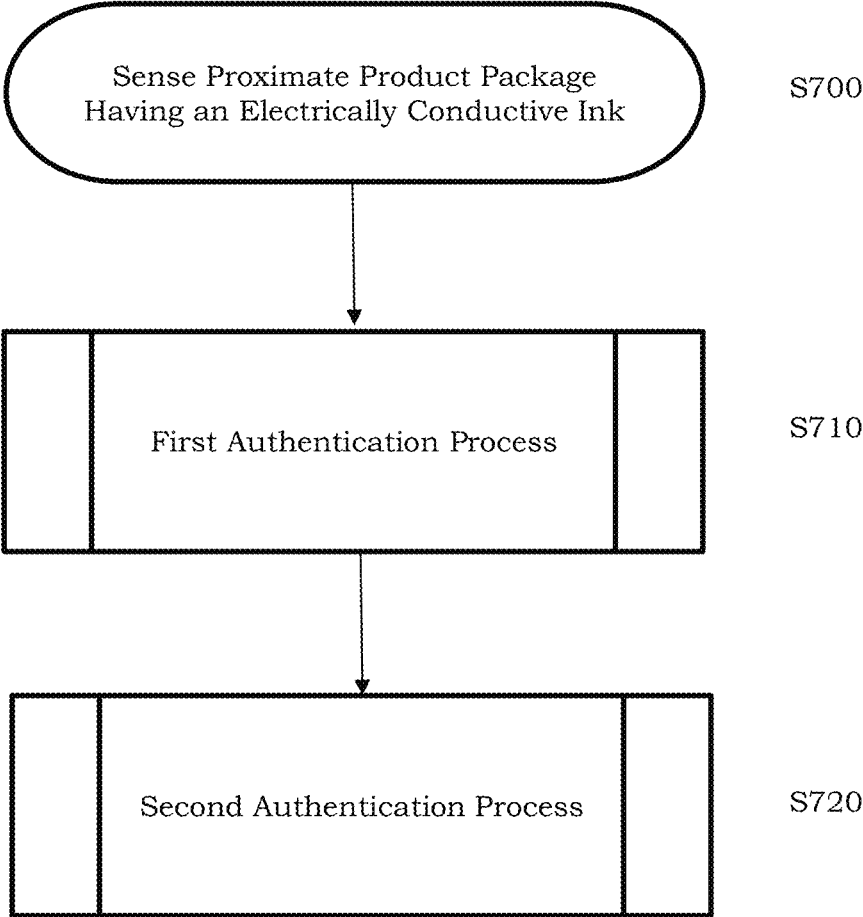 Sense Proximate Product Package
Having an Electrically Conductive Ink
S700
First Authentication Process
S710
Second Authentication Process
S720